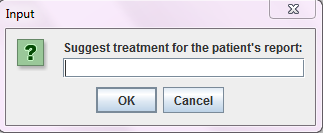 Input
Suggest treatment for the patient's report:
OK Cancel